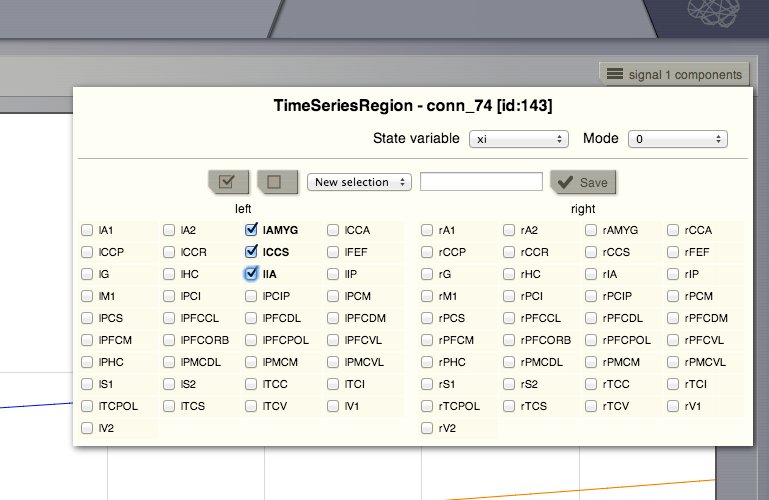 signal 1 components
TimeSeriesRegion - conn_74 [id:143]
State variable xi Mode 0
New selection Save
left right
lA1 lA2 lAMYG lCCA rA1 rA2 rAMYG rCCA
lCCP lCCR lCCS lFEF rCCP rCCR rCCS rFEF
lG lHC lIA lIP rG rHC rIA rIP
lM1 lPCI lPCIP lPCM rM1 rPCI rPCIP rPCM
lPCS lPFCCL lPFCDL lPFCDM rPCS rPFCCL rPFCDL rPFCDM
lPFCM lPFCORB lPFCPOL lPFCVL rPFCM rPFCORB rPFCPOL rPFCVL
lPHC lPMCDL lPMCM lPMCVL rPHC rPMCDL rPMCM rPMCVL
lS1 lS2 lTCC lTCI rS1 rS2 rTCC rTCI
lTCPOL lTCS lTCV lV1 rTCPOL rTCS rTCV rV1
lV2 rV2